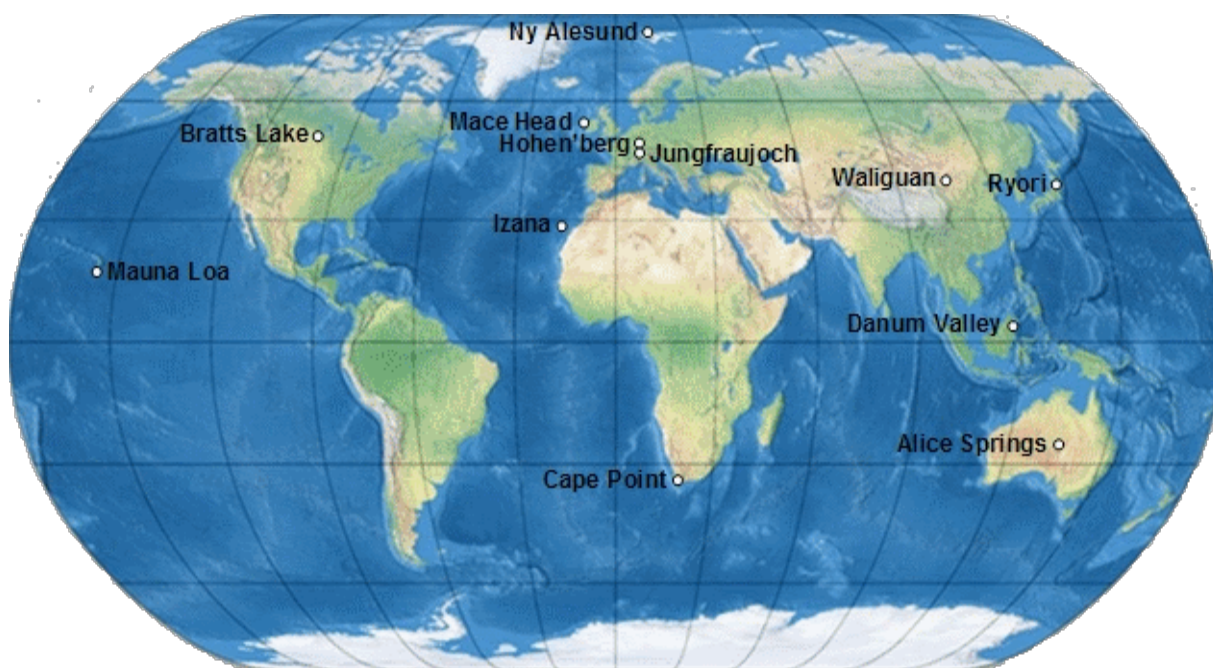 Ny Alesund
Mace Head
Bratts Lake
Hohen'berg
Jungfraujoch
Waliguan
Ryori
Izana
Mauna Loa
Danum Valley
Alice Springs
Cape Point